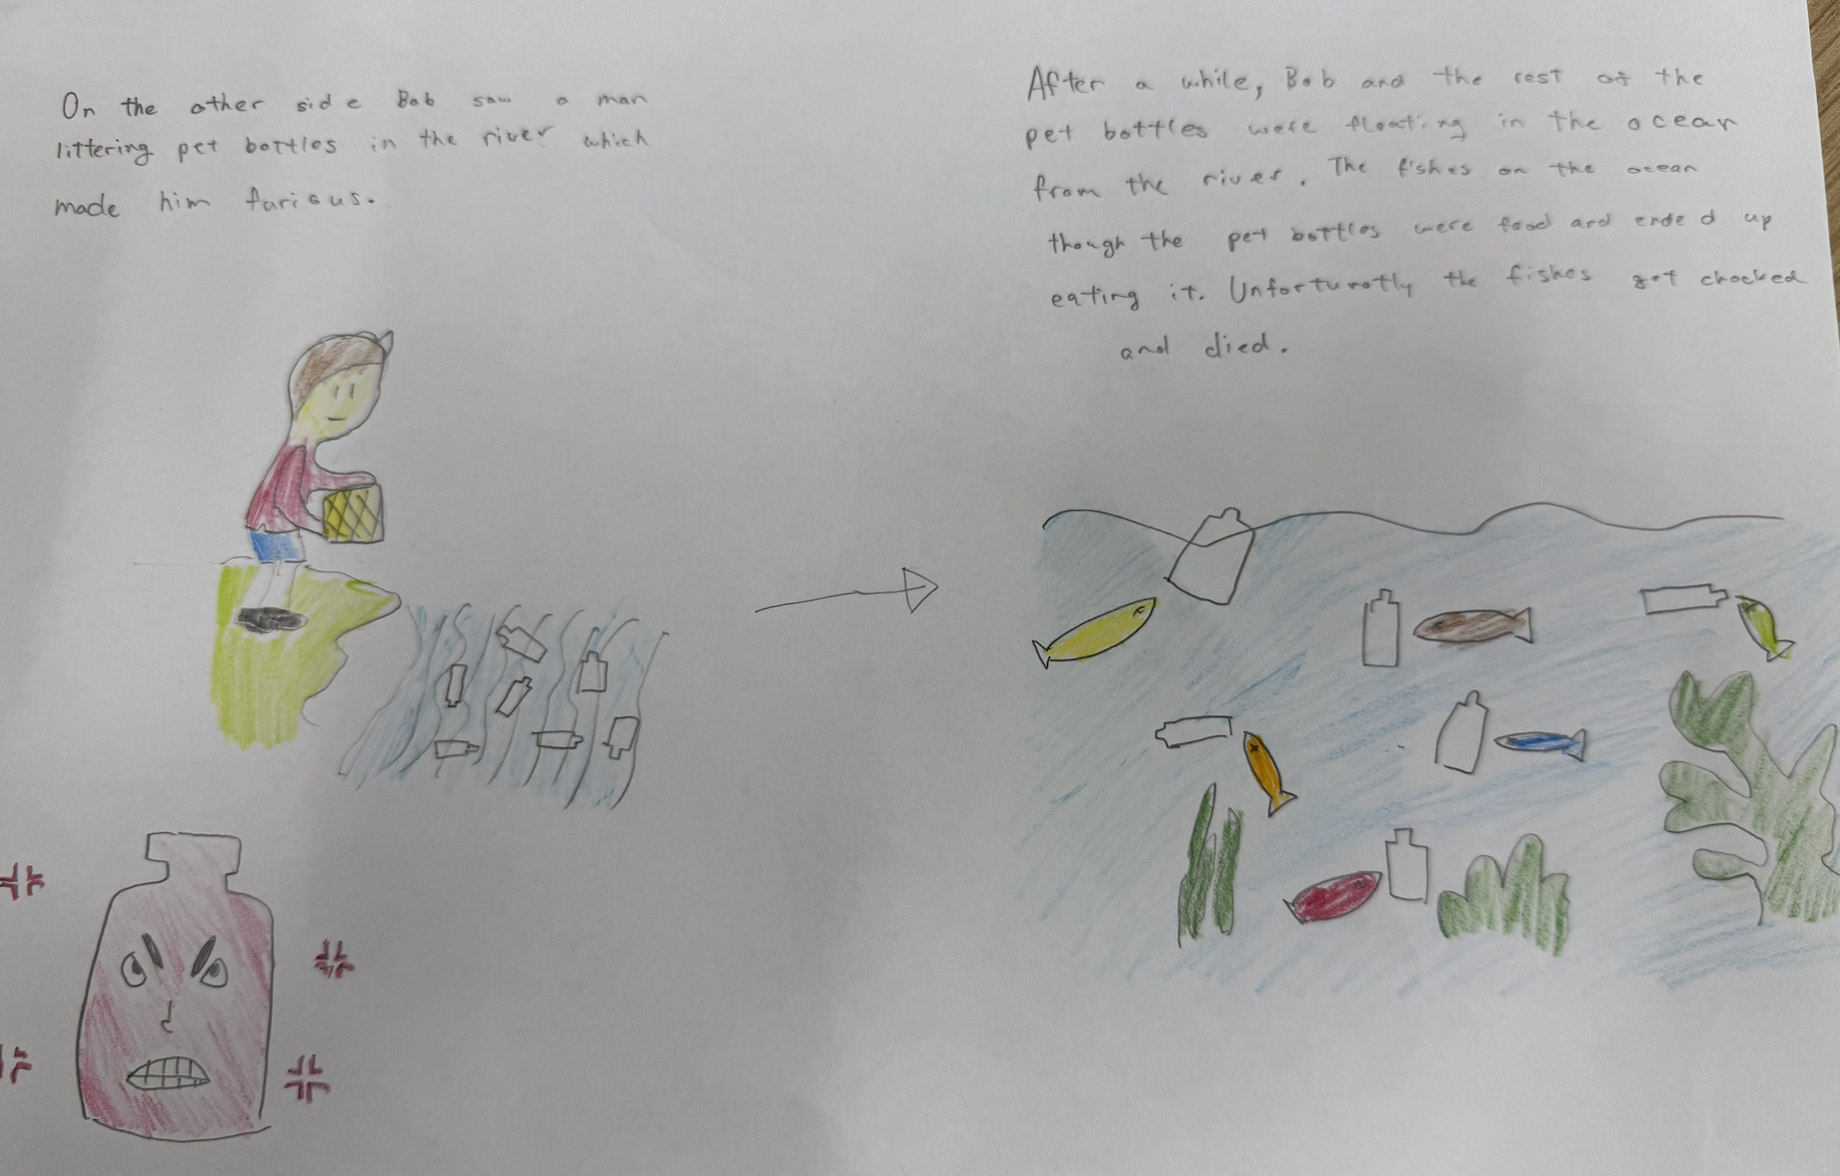 On the other side Bob saw a man
littering pet bottles in the river which
made him furious.
After a while, Bob and the rest of the
pet bottles were floating in the ocean
from the river. The fishes on the ocean
though the pet bottles were food and ended up
eating it. Unforturatly the fishes got chocked
and died.